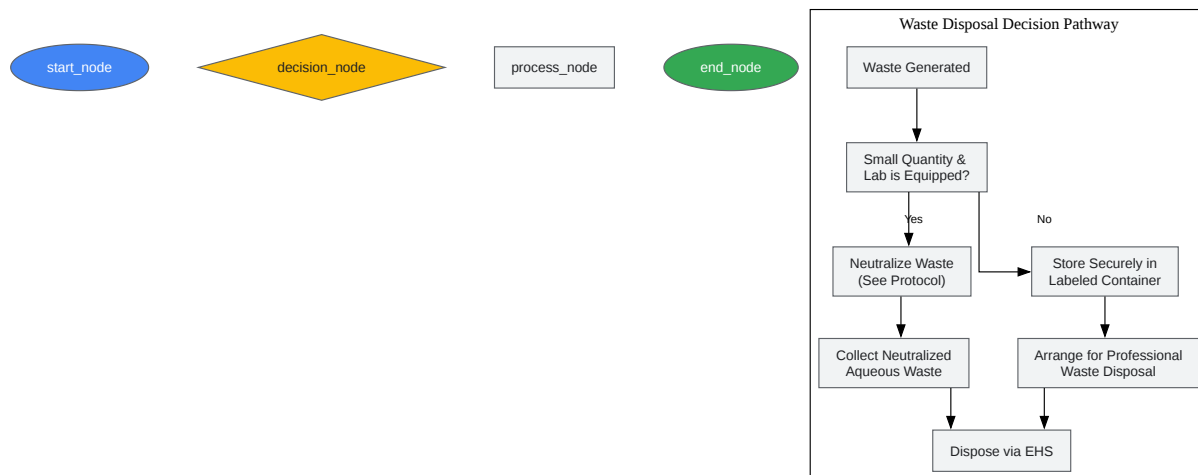 Waste Disposal Decision Pathway
start_node
decision_node
process_node
end_node
Waste Generated
Small Quantity &
Lab is Equipped?
Yes
No
Neutralize Waste
(See Protocol)
Store Securely in
Labeled Container
Collect Neutralized
Aqueous Waste
Arrange for Professional
Waste Disposal
Dispose via EHS